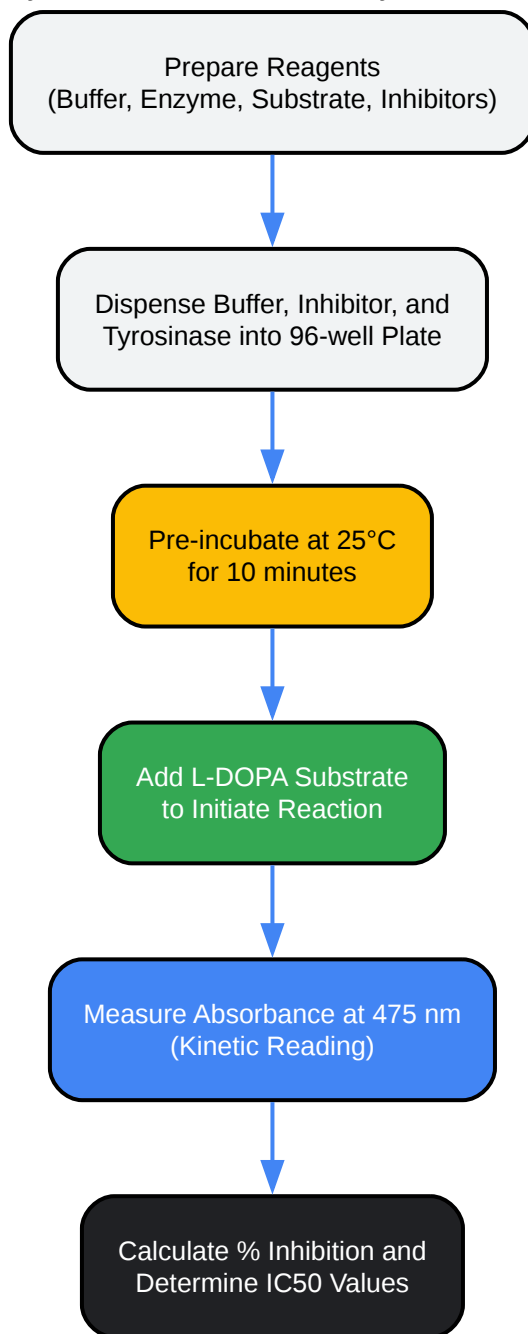 Prepare Reagents
(Buffer, Enzyme, Substrate, Inhibitors)
Dispense Buffer, Inhibitor, and
Tyrosinase into 96-well Plate
Pre-incubate at 25°C
for 10 minutes
Add L-DOPA Substrate
to Initiate Reaction
Measure Absorbance at 475 nm
(Kinetic Reading)
Calculate % Inhibition and
Determine IC50 Values